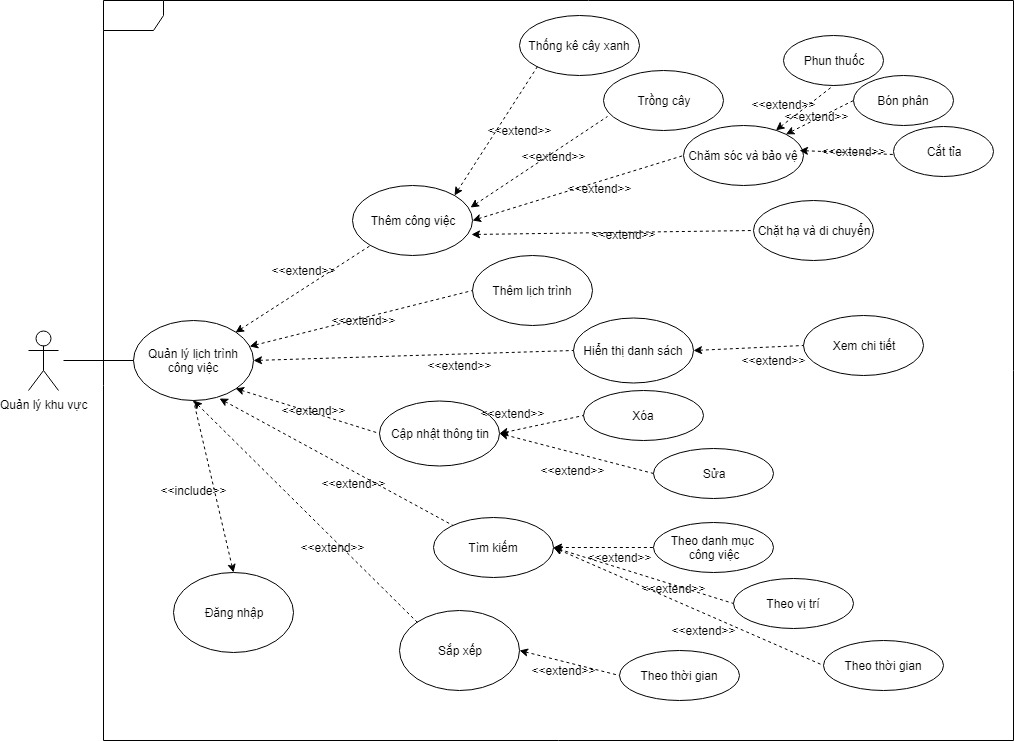 Thống kê cây xanh
Phun thuốc
Trồng cây
Bón phân
<<extend>>
<<extend>>
<<extend>>
Chăm sóc và bảo vệ
<<extend>>
Cắt tỉa
<<extend>>
<<extend>>
Thêm công việc
Chặt hạ và di chuyển
<<extend>>
<<extend>>
Thêm lịch trình
<<extend>>
Quản lý lịch trình
công việc
Hiển thị danh sách
Xem chi tiết
<<extend>>
<<extend>>
Quản lý khu vực
<<extend>>
<<extend>>
Xóa
Cập nhật thông tin
<<extend>>
Sửa
<<extend>>
<<include>>
Tìm kiếm
Theo danh mục
công việc
<<extend>>
<<extend>>
<<extend>>
Theo vị trí
Đăng nhập
<<extend>>
Sắp xếp
Theo thời gian
<<extend>>
Theo thời gian